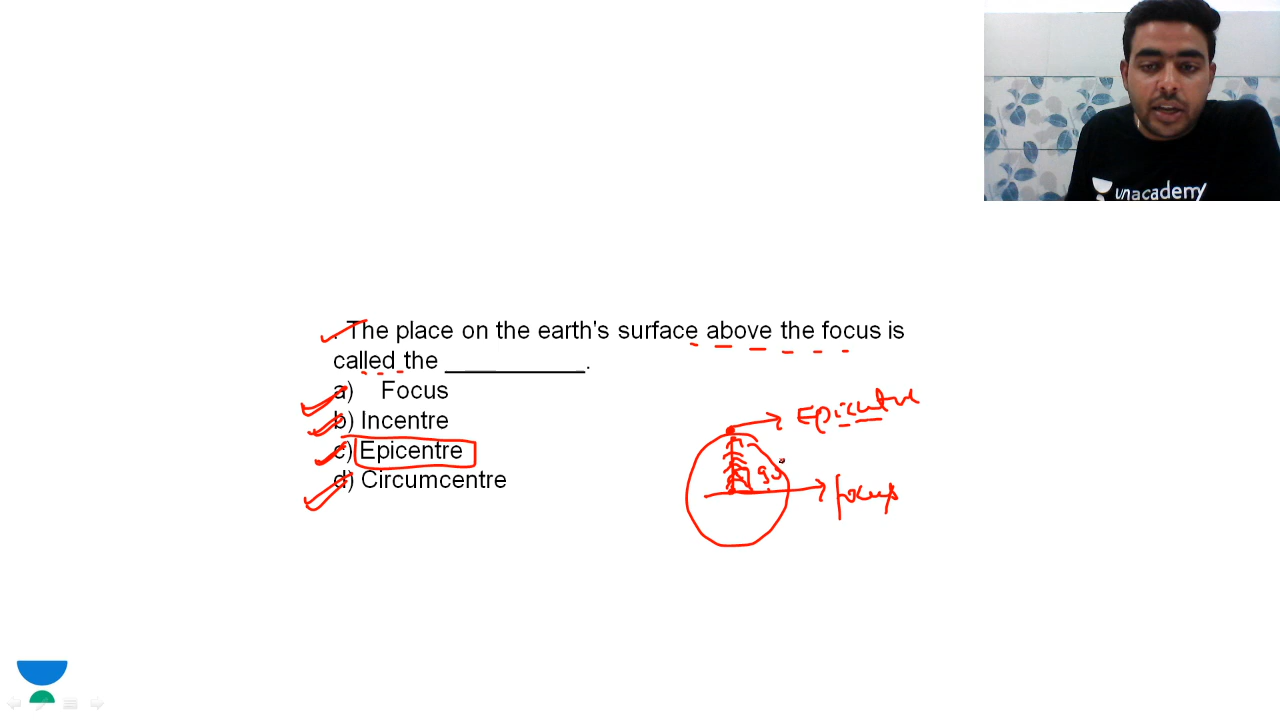 unacademy
. The place on the earth's surface above the focus is
called the ___________.
a) Focus
b) Incentre
c) Epicentre
d) Circumcentre
Epicentre
90
focus